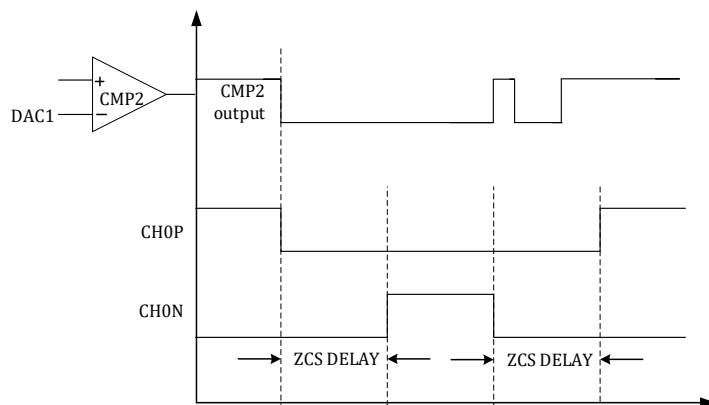 +
CMP2
DAC1
−
CMP2
output
CH0P
CH0N
ZCS DELAY
ZCS DELAY